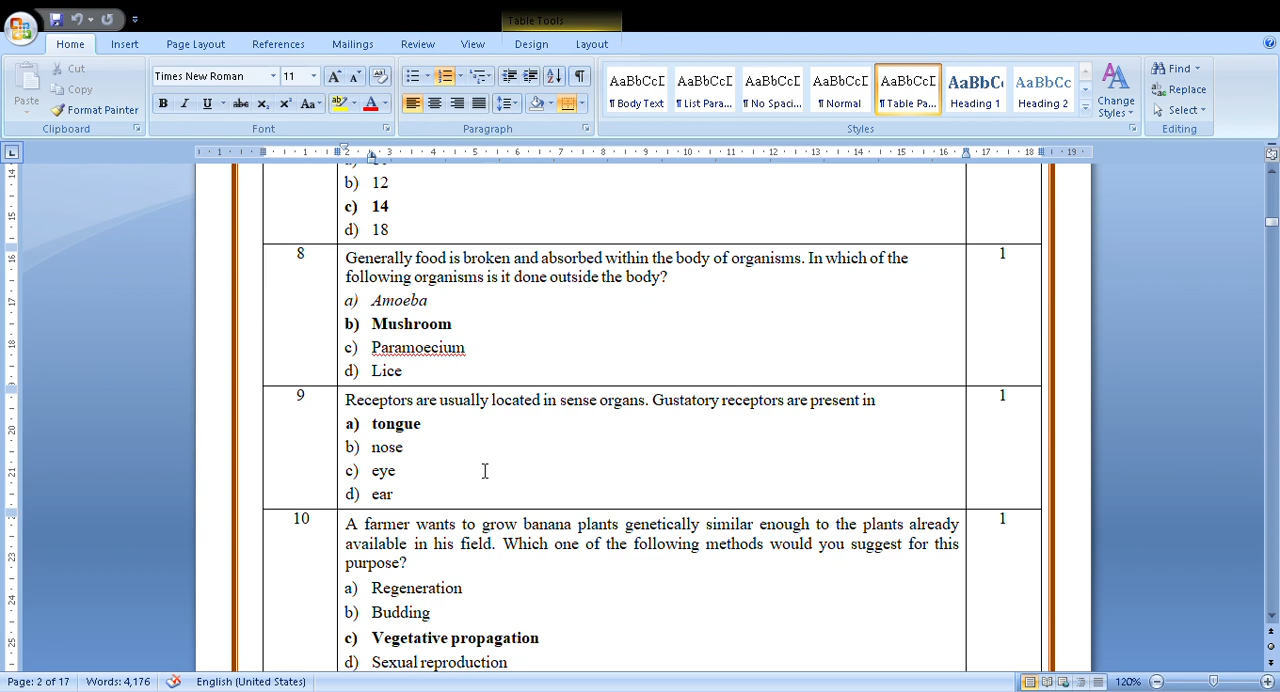 Table Tools
Home Insert Page Layout References Mailings Review View Design Layout
Paste
Cut
Copy
Format Painter
Clipboard
Times New Roman 11
Font
Paragraph
AaBbCcI AaBbCcI AaBbCcI AaBbCcI AaBbCcI AaBbCc AaBbCc
¶ Body Text ¶ List Para... ¶ No Spaci... ¶ Normal ¶ Table Pa... Heading 1 Heading 2
Change Styles
Styles
Find
Replace
Select
Editing
b) 12
c) 14
d) 18
8 Generally food is broken and absorbed within the body of organisms. In which of the 1
following organisms is it done outside the body?
a) Amoeba
b) Mushroom
c) Paramoecium
d) Lice
9 Receptors are usually located in sense organs. Gustatory receptors are present in 1
a) tongue
b) nose
c) eye
d) ear
10 A farmer wants to grow banana plants genetically similar enough to the plants already 1
available in his field. Which one of the following methods would you suggest for this
purpose?
a) Regeneration
b) Budding
c) Vegetative propagation
d) Sexual reproduction
Page: 2 of 17 Words: 4,176 English (United States) 120%